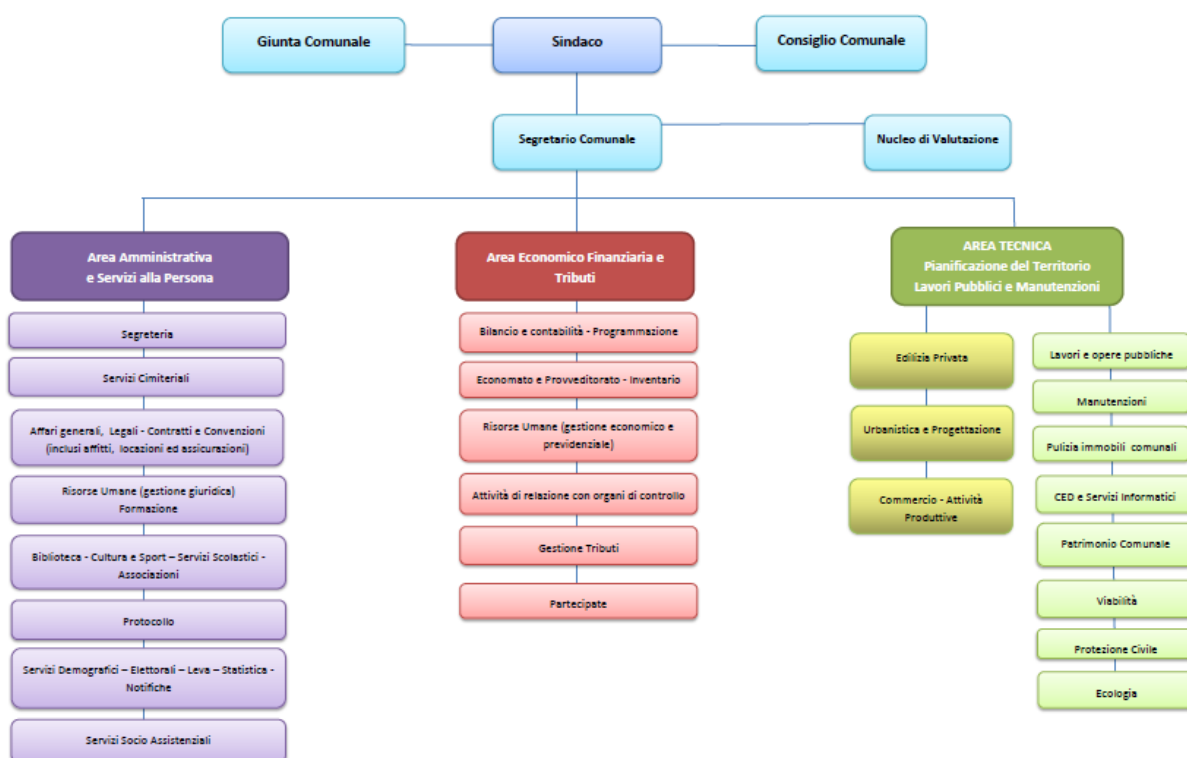 Giunta Comunale
Sindaco
Consiglio Comunale
Segretario Comunale
Nucleo di Valutazione
Area Amministrativa
e Servizi alla Persona
Segreteria
Servizi Cimiteriali
Affari generali, Legali - Contratti e Convenzioni
(inclusi affitti, locazioni ed assicurazioni)
Risorse Umane (gestione giuridica)
Formazione
Biblioteca - Cultura e Sport – Servizi Scolastici -
Associazioni
Protocollo
Servizi Demografici – Elettorali – Leva – Statistica -
Notifiche
Servizi Socio Assistenziali
Area Economico Finanziaria e
Tributi
Bilancio e contabilità - Programmazione
Economato e Provveditorato - Inventario
Risorse Umane (gestione economico e
previdenziale)
Attività di relazione con organi di controllo
Gestione Tributi
Partecipate
AREA TECNICA
Pianificazione del Territorio
Lavori Pubblici e Manutenzioni
Edilizia Privata
Urbanistica e Progettazione
Commercio - Attività
Produttive
Lavori e opere pubbliche
Manutenzioni
Pulizia immobili comunali
CED e Servizi Informatici
Patrimonio Comunale
Viabilità
Protezione Civile
Ecologia